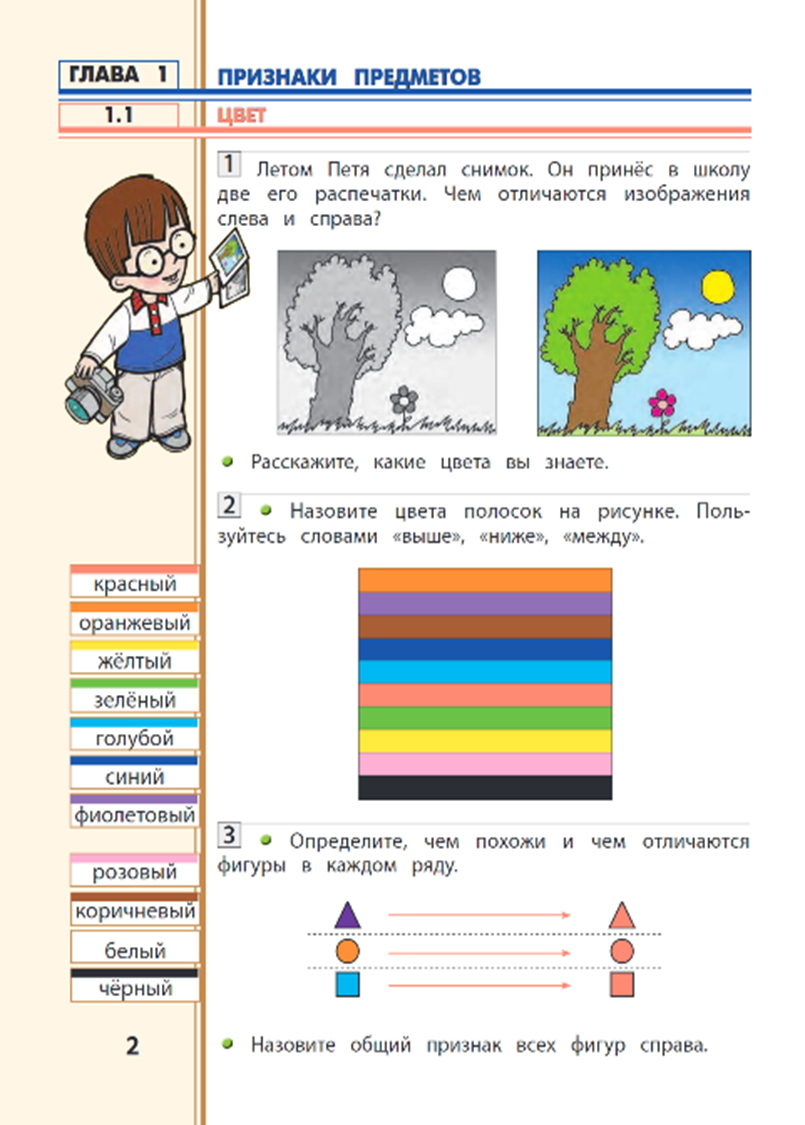 ГЛАВА 1
ПРИЗНАКИ ПРЕДМЕТОВ
1.1
ЦВЕТ
1 Летом Петя сделал снимок. Он принёс в школу
две его распечатки. Чем отличаются изображения
слева и справа?
Расскажите, какие цвета вы знаете.
2 Назовите цвета полосок на рисунке. Поль-
зуйтесь словами «выше», «ниже», «между».
красный
оранжевый
жёлтый
зелёный
голубой
синий
фиолетовый
розовый
коричневый
белый
чёрный
3 Определите, чем похожи и чем отличаются
фигуры в каждом ряду.
Назовите общий признак всех фигур справа.
2